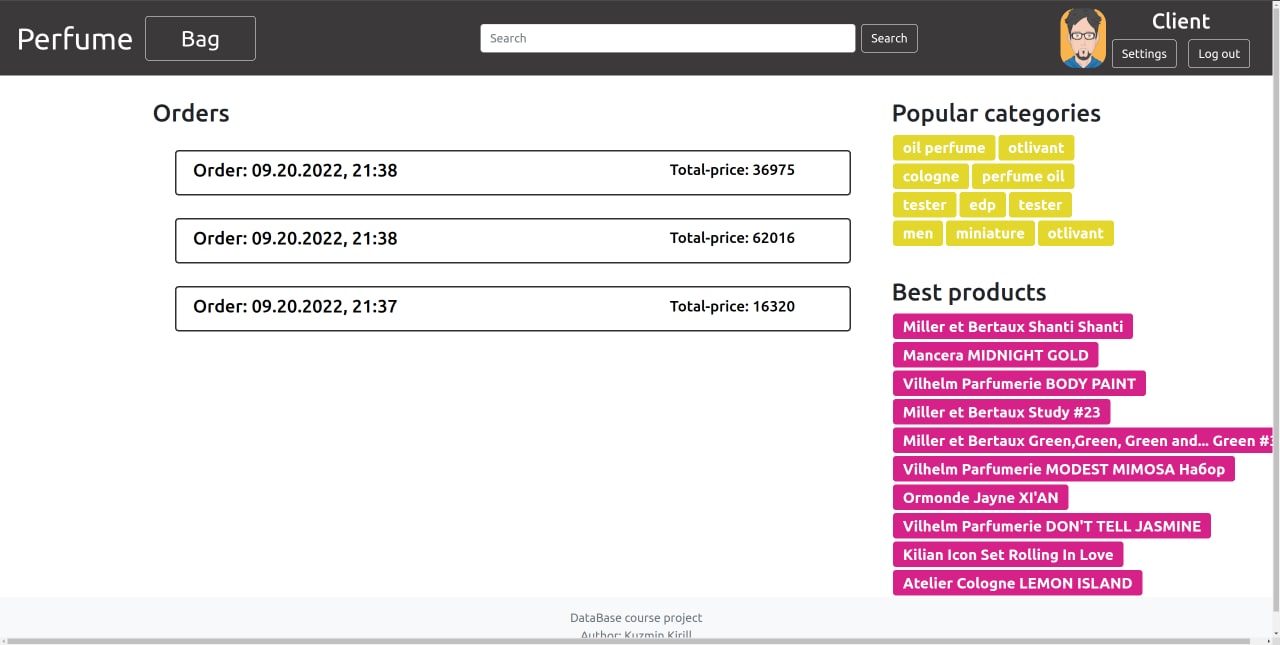 Perfume Bag Search Search Client
Settings Log out
Orders
Order: 09.20.2022, 21:38 Total-price: 36975
Order: 09.20.2022, 21:38 Total-price: 62016
Order: 09.20.2022, 21:37 Total-price: 16320
Popular categories
oil perfume otlivant
cologne perfume oil
tester edp tester
men miniature otlivant
Best products
Miller et Bertaux Shanti Shanti
Mancera MIDNIGHT GOLD
Vilhelm Parfumerie BODY PAINT
Miller et Bertaux Study #23
Miller et Bertaux Green,Green, Green and... Green #3
Vilhelm Parfumerie MODEST MIMOSA Набор
Ormonde Jayne XI'AN
Vilhelm Parfumerie DON'T TELL JASMINE
Kilian Icon Set Rolling In Love
Atelier Cologne LEMON ISLAND
DataBase course project
Author: Kuzmin Kirill